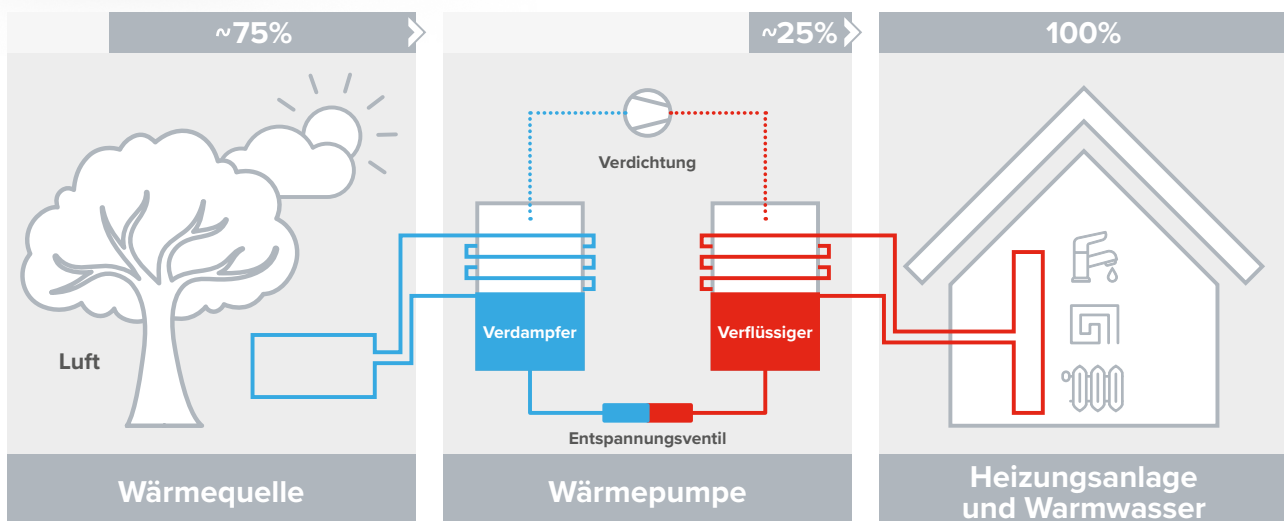 ~75%
~25%
100%
Verdichtung
Verdampfer
Verflüssiger
Luft
Entspannungsventil
Wärmequelle
Wärmepumpe
Heizungsanlage
und Warmwasser